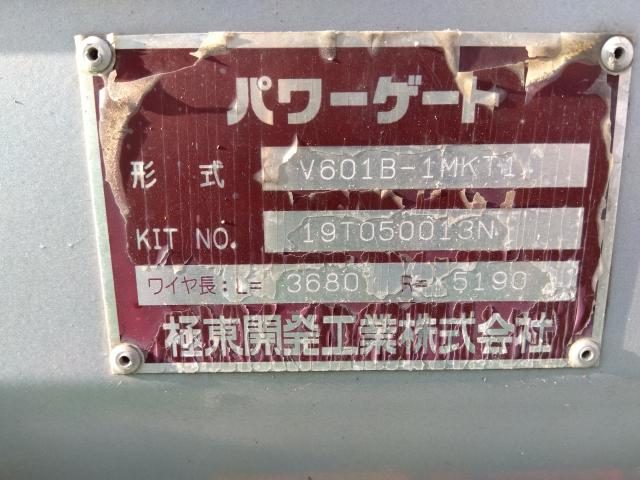 パワーゲート
形 式 V601B-1MKT1
KIT NO. 19T050013N
ワイヤ長:L= 3680 R= 5190
極東開発工業株式会社